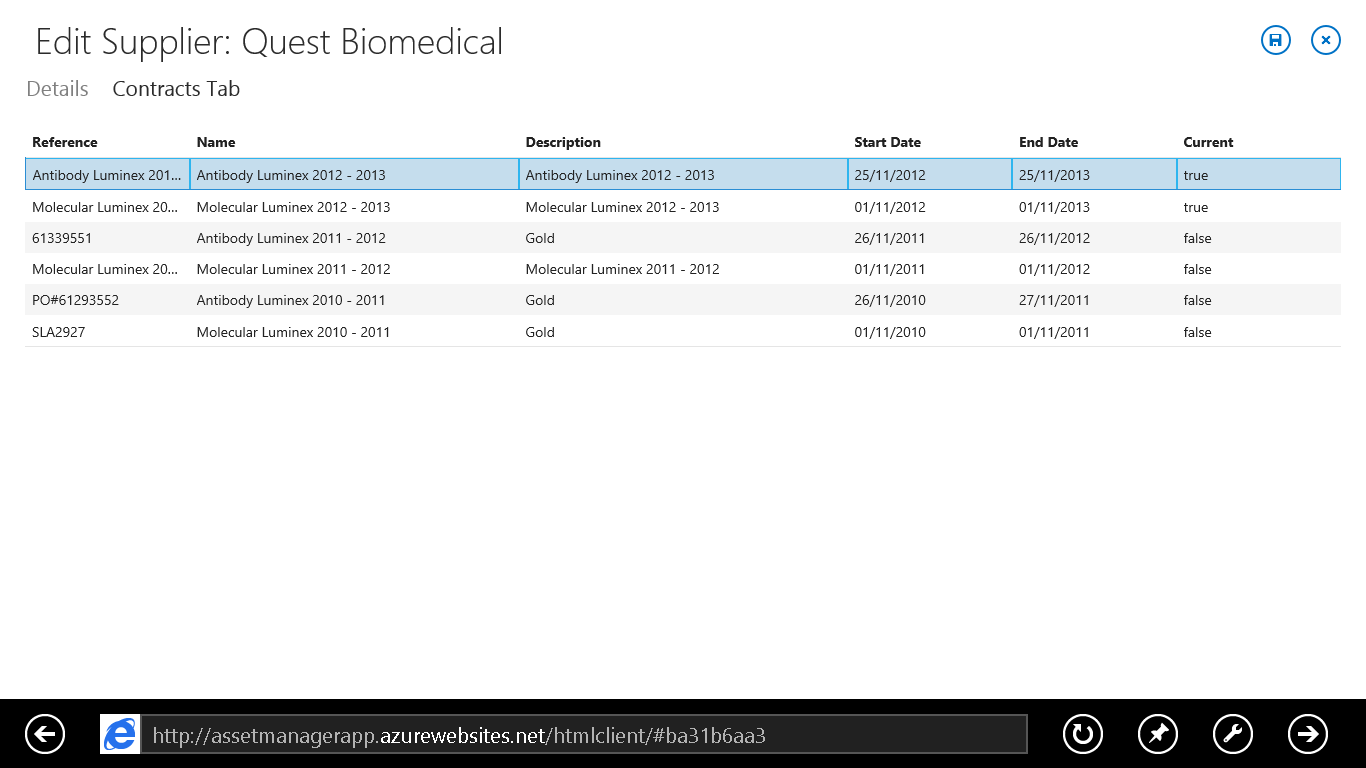 Edit Supplier: Quest Biomedical
Details Contracts Tab
Reference Name Description Start Date End Date Current
Antibody Luminex 201... Antibody Luminex 2012 - 2013 Antibody Luminex 2012 - 2013 25/11/2012 25/11/2013 true
Molecular Luminex 20... Molecular Luminex 2012 - 2013 Molecular Luminex 2012 - 2013 01/11/2012 01/11/2013 true
61339551 Antibody Luminex 2011 - 2012 Gold 26/11/2011 26/11/2012 false
Molecular Luminex 20... Molecular Luminex 2011 - 2012 Molecular Luminex 2011 - 2012 01/11/2011 01/11/2012 false
PO#61293552 Antibody Luminex 2010 - 2011 Gold 26/11/2010 27/11/2011 false
SLA2927 Molecular Luminex 2010 - 2011 Gold 01/11/2010 01/11/2011 false
http://assetmanagerapp.azurewebsites.net/htmlclient/#ba31b6aa3